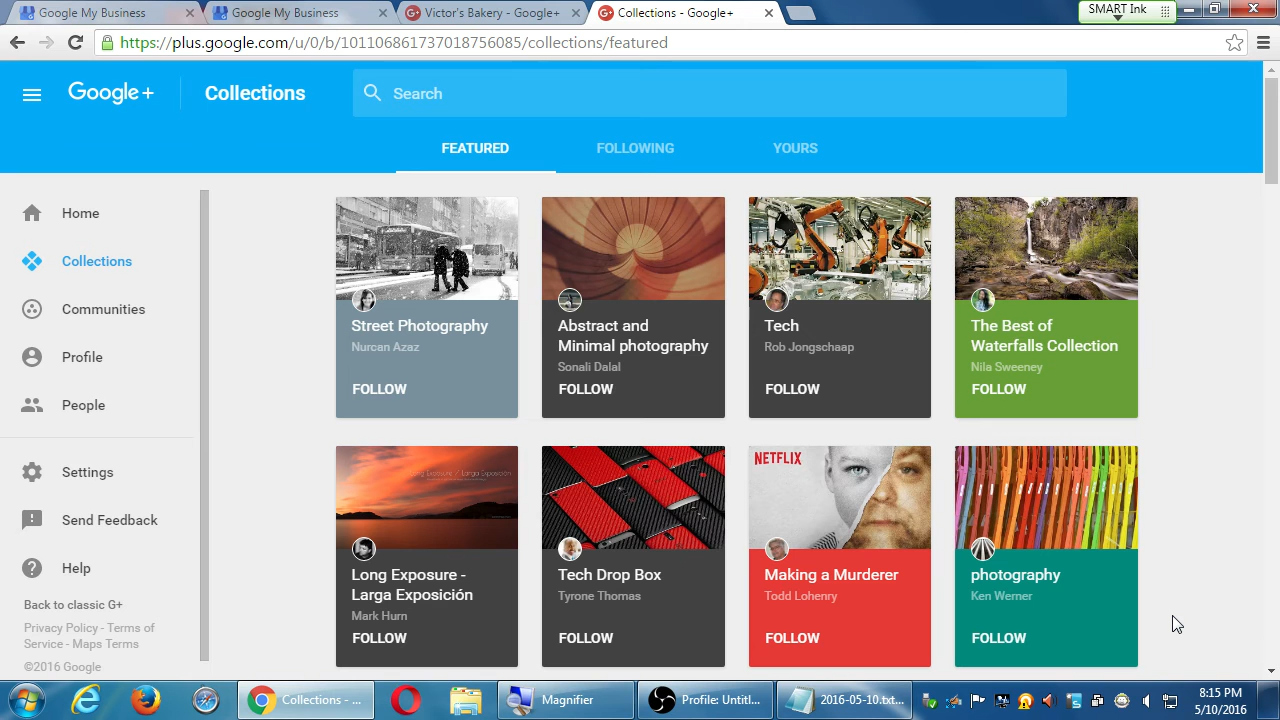 Google My Business
Google My Business
Victor's Bakery - Google+
Collections - Google+
SMART Ink
https://plus.google.com/u/0/b/101106861737018756085/collections/featured
Google+
Collections
Search
FEATURED
FOLLOWING
YOURS
Home
Collections
Communities
Profile
People
Settings
Send Feedback
Help
Back to classic G+
Privacy Policy - Terms of
Service - Maps Terms
©2016 Google
Street Photography
Nurcan Azaz
FOLLOW
Abstract and
Minimal photography
Sonali Dalal
FOLLOW
Tech
Rob Jongschaap
FOLLOW
The Best of
Waterfalls Collection
Nila Sweeney
FOLLOW
Long Exposure - Larga Exposición
Long Exposure -
Larga Exposición
Mark Hurn
FOLLOW
Tech Drop Box
Tyrone Thomas
FOLLOW
NETFLIX
Making a Murderer
Todd Lohenry
FOLLOW
photography
Ken Werner
FOLLOW
Collections - ...
Magnifier
Profile: Untitl...
2016-05-10.txt...
8:15 PM
5/10/2016